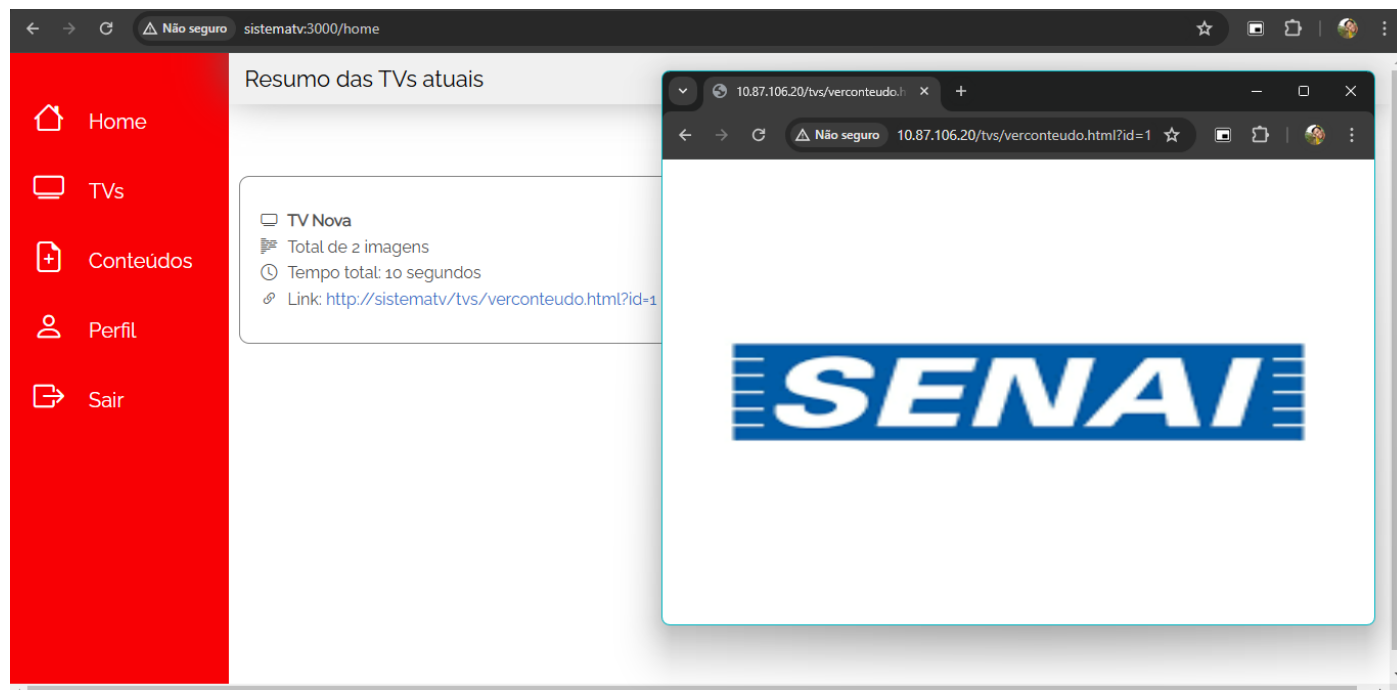 Não seguro sistematv:3000/home
Resumo das TVs atuais
Home
TVs
Conteúdos
Perfil
Sair
TV Nova
Total de 2 imagens
Tempo total: 10 segundos
Link: http://sistematv/tvs/verconteudo.html?id=1
10.87.106.20/tvs/verconteudo.h
Não seguro 10.87.106.20/tvs/verconteudo.html?id=1
SENAI